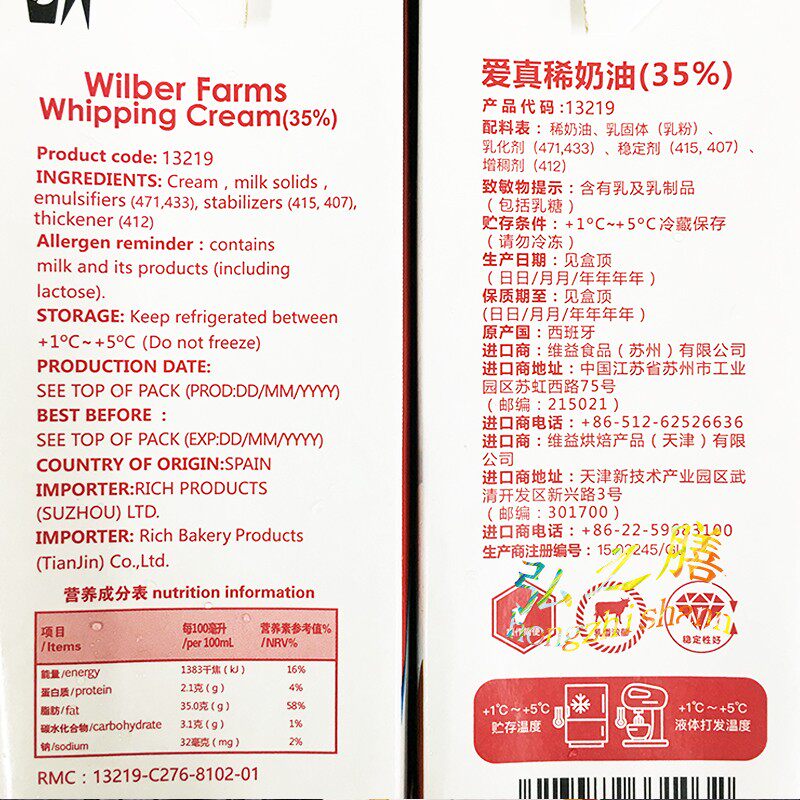 Wilber Farms
Whipping Cream(35%)
Product code: 13219
INGREDIENTS: Cream , milk solids ,
emulsifiers (471,433), stabilizers (415, 407),
thickener (412)
Allergen reminder : contains
milk and its products (including
lactose).
STORAGE: Keep refrigerated between
+1ºC~+5ºC (Do not freeze)
PRODUCTION DATE:
SEE TOP OF PACK (PROD:DD/MM/YYYY)
BEST BEFORE :
SEE TOP OF PACK (EXP:DD/MM/YYYY)
COUNTRY OF ORIGIN:SPAIN
IMPORTER:RICH PRODUCTS
(SUZHOU) LTD.
IMPORTER: Rich Bakery Products
(TianJin) Co.,Ltd.
营养成分表 nutrition information
项目 每100毫升 营养素参考值%
/Items /per 100mL /NRV%
能量/energy 1383千焦 ( kJ ) 16%
蛋白质/protein 2.1克 ( g ) 4%
脂肪/fat 35.0克 ( g ) 58%
碳水化合物/carbohydrate 3.1克 ( g ) 1%
钠/sodium 32毫克 ( mg ) 2%
RMC : 13219-C276-8102-01
爱真稀奶油(35%)
产品代码:13219
配料表：稀奶油、乳固体（乳粉）、
乳化剂 (471,433) 、稳定剂 (415, 407) 、
增稠剂 (412)
致敏物提示：含有乳及乳制品
（包括乳糖）
贮存条件：+1ºC~+5ºC冷藏保存
（请勿冷冻）
生产日期：见盒顶
（日日/月月/年年年年）
保质期至：见盒顶
(日日/月月/年年年年）
原产国：西班牙
进口商：维益食品（苏州）有限公司
进口商地址：中国江苏省苏州市工业
园区苏虹西路75号
（邮编：215021）
进口商电话：+86-512-62526636
进口商：维益烘焙产品（天津）有限
公司
进口商地址：天津新技术产业园区武
清开发区新兴路3号
（邮编：301700）
进口商电话：+86-22-59683100
生产商注册编号：
弘之膳
稳定性好
+1°C～+5°C
贮存温度
+1°C～+5°C
液体打发温度